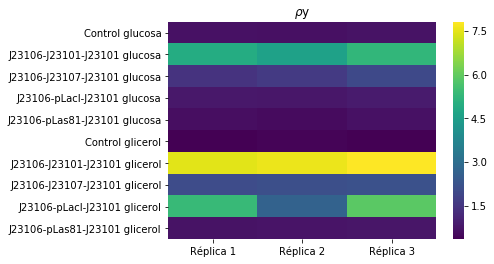 ρy
Control glucosa
J23106-J23101-J23101 glucosa
J23106-J23107-J23101 glucosa
J23106-pLacI-J23101 glucosa
J23106-pLas81-J23101 glucosa
Control glicerol
J23106-J23101-J23101 glicerol
J23106-J23107-J23101 glicerol
J23106-pLacI-J23101 glicerol
J23106-pLas81-J23101 glicerol
Réplica 1 Réplica 2 Réplica 3
7.5
6.0
4.5
3.0
1.5